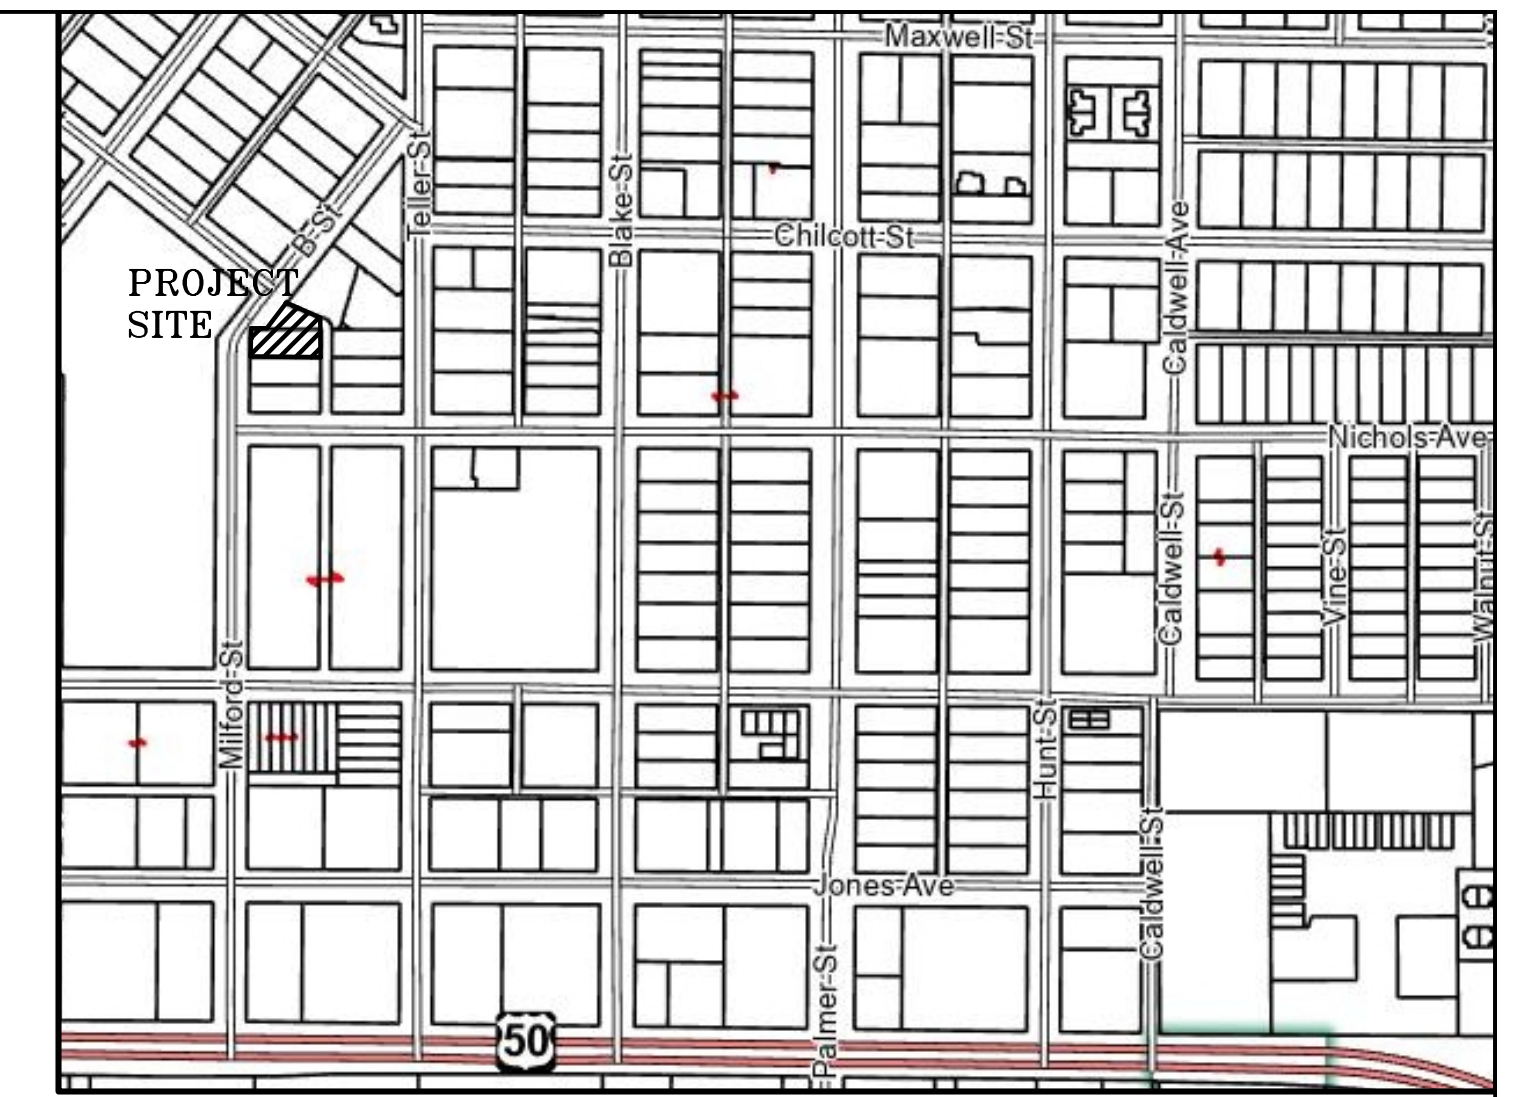 Maxwell St
Teller St
Blake St
B St
Chilcott St
Caldwell Ave
PROJECT
SITE
Nichols Ave
Caldwell St
Vine St
Walnut St
Milford St
Hunt St
Caldwell St
Jones Ave
Palmer St
50